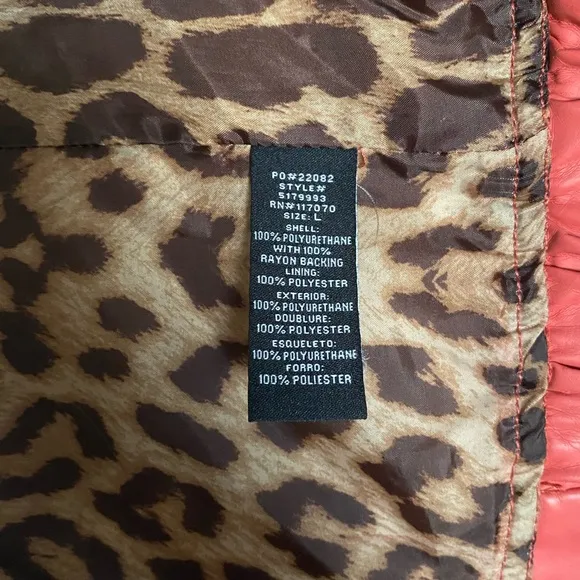 PO#22082
STYLE#
5179993
RN#117070
SIZE: L
SHELL:
100% POLYURETHANE
WITH 100%
RAYON BACKING
LINING:
100% POLYESTER
EXTERIOR:
100% POLYURETHANE
DOUBLURE:
100% POLYESTER
ESQUELETO:
100% POLYURETHANE
FORRO:
100% POLIESTER